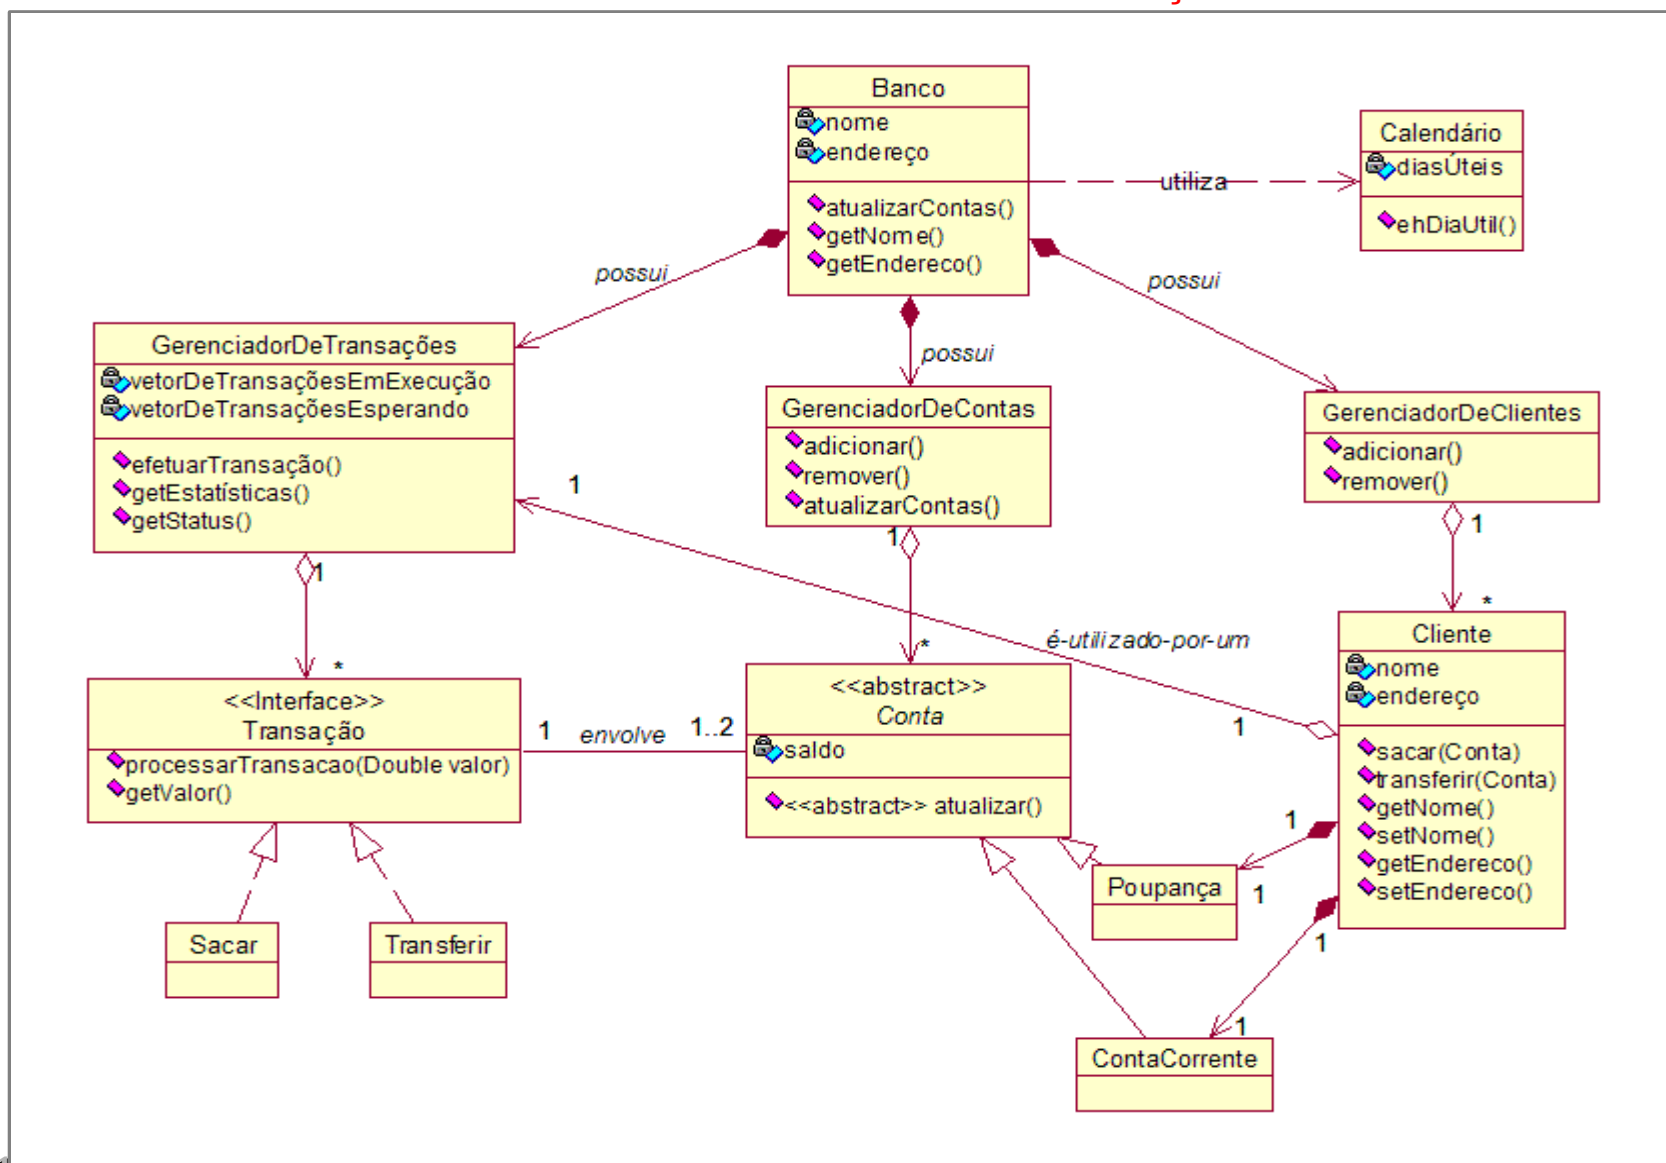 Banco
nome
endereço
atualizarContas()
getNome()
getEndereco()
utiliza
Calendário
diasÚteis
ehDiaUtil()
possui
possui
possui
GerenciadorDeTransações
vetorDeTransaçõesEmExecução
vetorDeTransaçõesEsperando
efetuarTransação()
getEstatísticas()
getStatus()
GerenciadorDeContas
adicionar()
remover()
atualizarContas()
GerenciadorDeClientes
adicionar()
remover()
1
1
1
1
*
*
*
é-utilizado-por-um
1
<<Interface>>
Transação
processarTransacao(Double valor)
getValor()
1 envolve 1..2
<<abstract>>
Conta
saldo
<<abstract>> atualizar()
Cliente
nome
endereço
sacar(Conta)
transferir(Conta)
getNome()
setNome()
getEndereco()
setEndereco()
1
1
1
1
Poupança
Sacar
Transferir
ContaCorrente